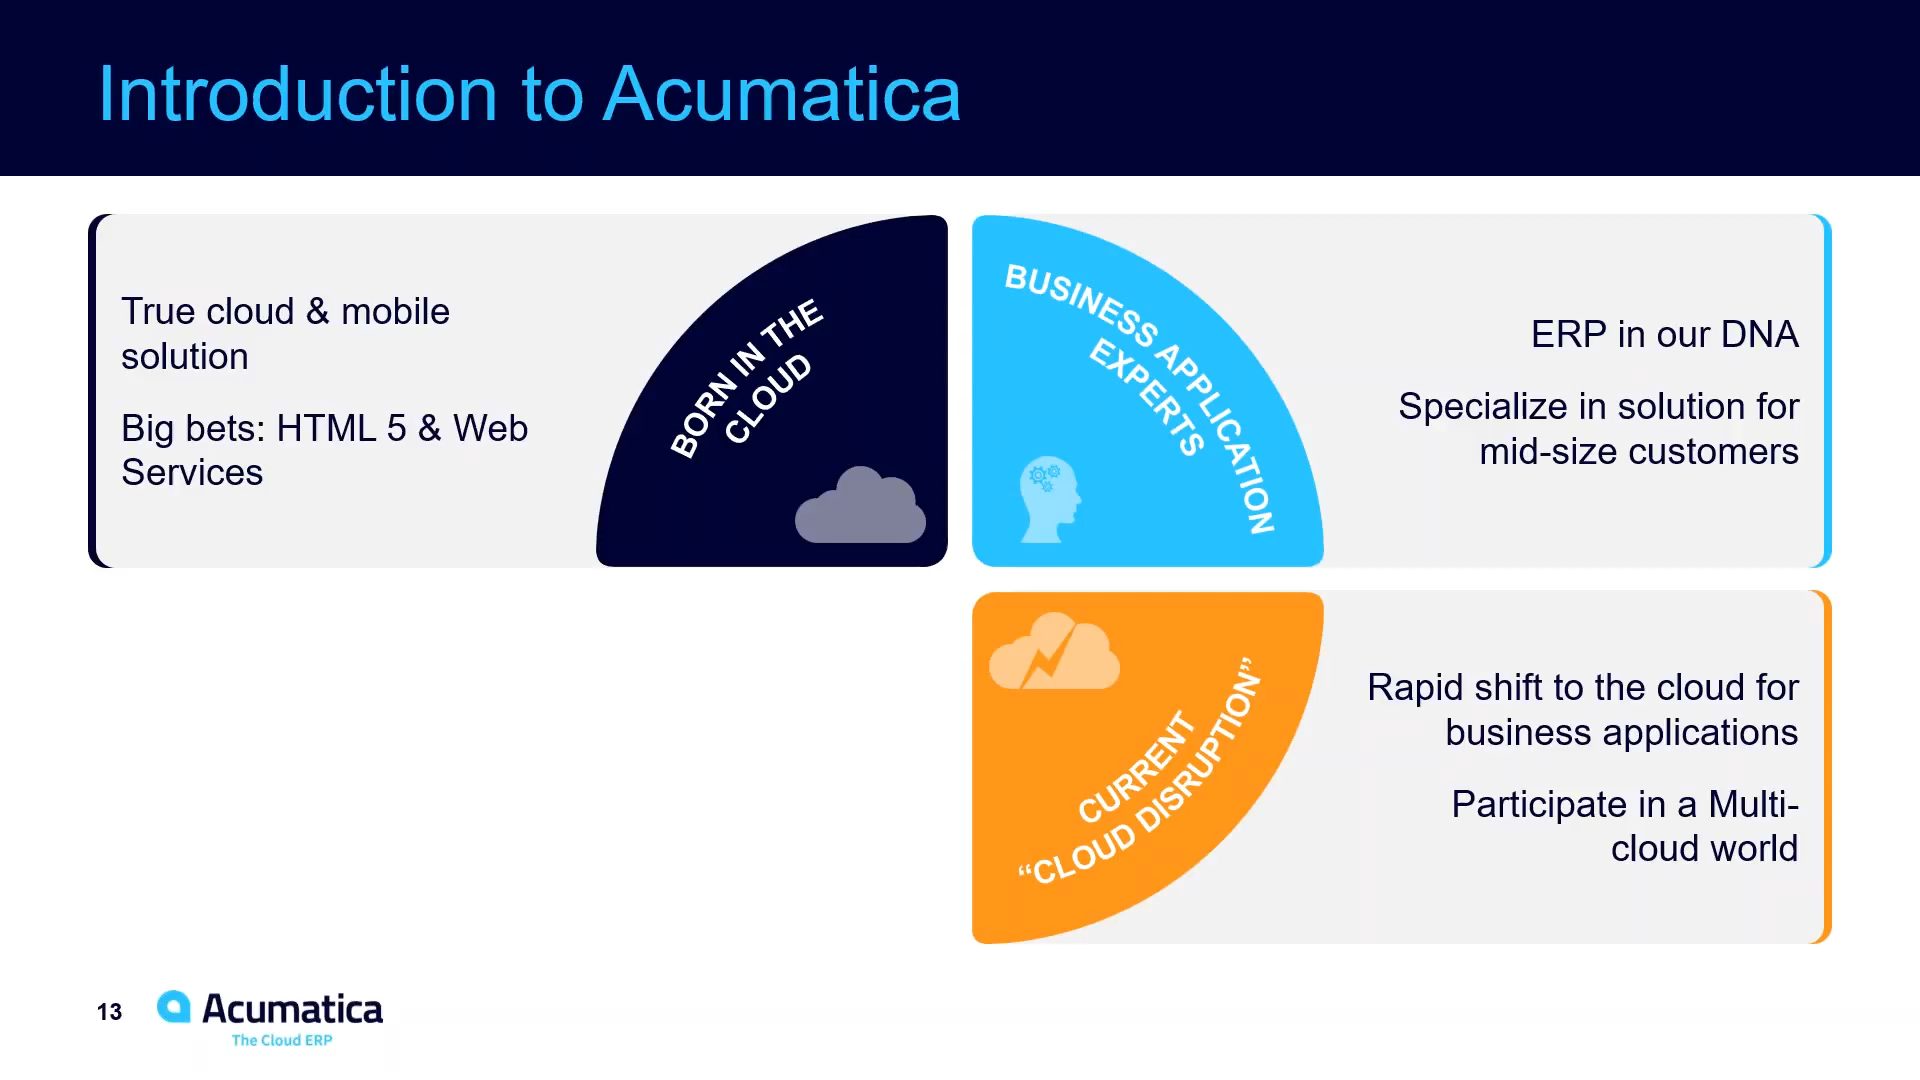 Introduction to Acumatica
True cloud & mobile
solution
Big bets: HTML 5 & Web
Services
BORN IN THE
CLOUD
BUSINESS APPLICATION
EXPERTS
ERP in our DNA
Specialize in solution for
mid-size customers
CURRENT
“CLOUD DISRUPTION”
Rapid shift to the cloud for
business applications
Participate in a Multi-
cloud world
13
Acumatica
The Cloud ERP